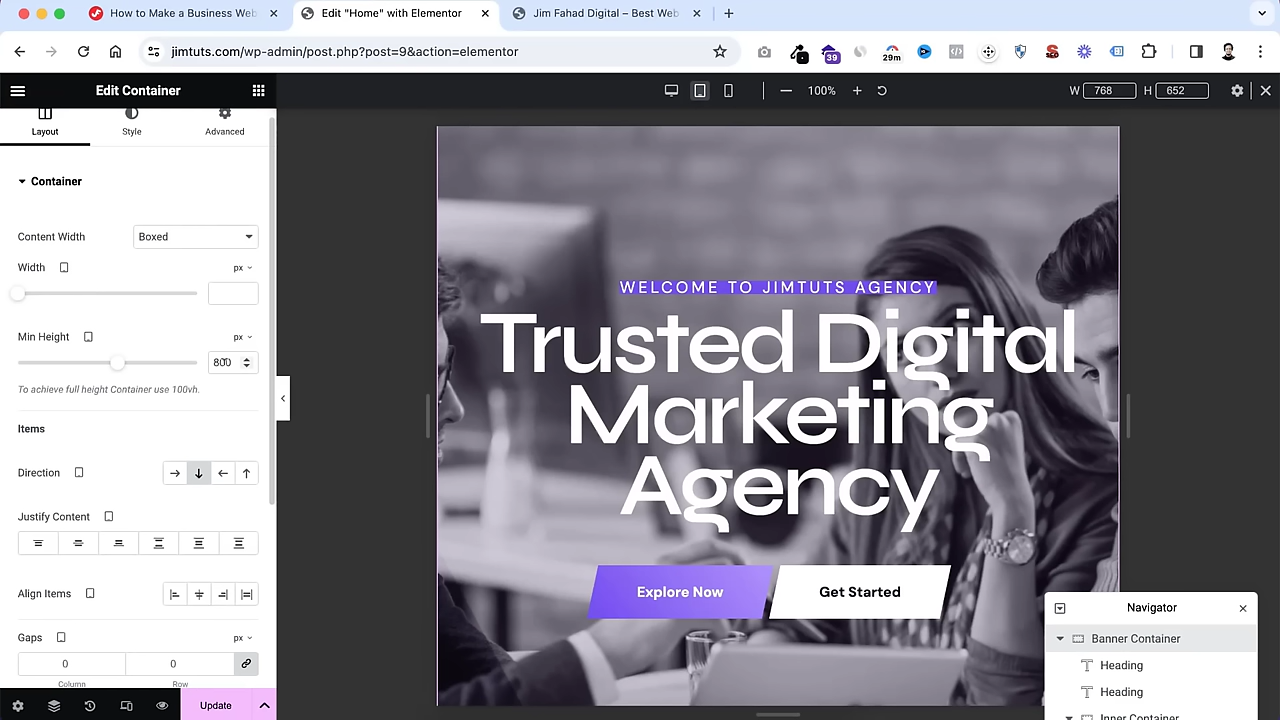 How to Make a Business Web
Edit "Home" with Elementor
Jim Fahad Digital – Best Web
jimtuts.com/wp-admin/post.php?post=9&action=elementor
39
29m
SEO
Edit Container
100%
W 768 H 652
Layout Style Advanced
Container
Content Width Boxed
Width px
Min Height px
800
To achieve full height Container use 100vh.
Items
Direction
Justify Content
Align Items
Gaps px
0 0
Column Row
Update
WELCOME TO JIMTUTS AGENCY
Trusted Digital
Marketing
Agency
Explore Now Get Started
Navigator
Banner Container
Heading
Heading
Inner Container